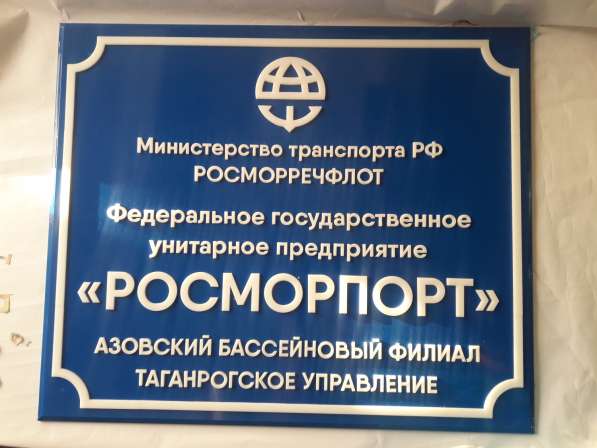 Министерство транспорта РФ
РОСМОРРЕЧФЛОТ
Федеральное государственное
унитарное предприятие
«РОСМОРПОРТ»
АЗОВСКИЙ БАССЕЙНОВЫЙ ФИЛИАЛ
ТАГАНРОГСКОЕ УПРАВЛЕНИЕ